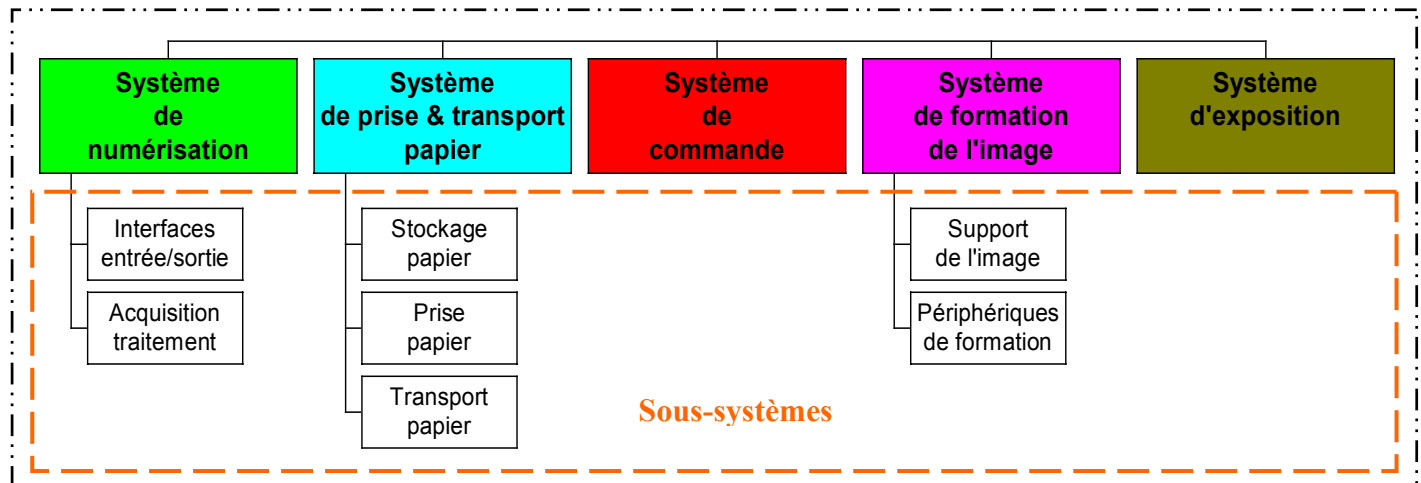 Système
de
numérisation
Système
de prise & transport
papier
Système
de
commande
Système
de formation
de l'image
Système
d'exposition
Interfaces
entrée/sortie
Acquisition
traitement
Stockage
papier
Prise
papier
Transport
papier
Support
de l'image
Périphériques
de formation
Sous-systèmes